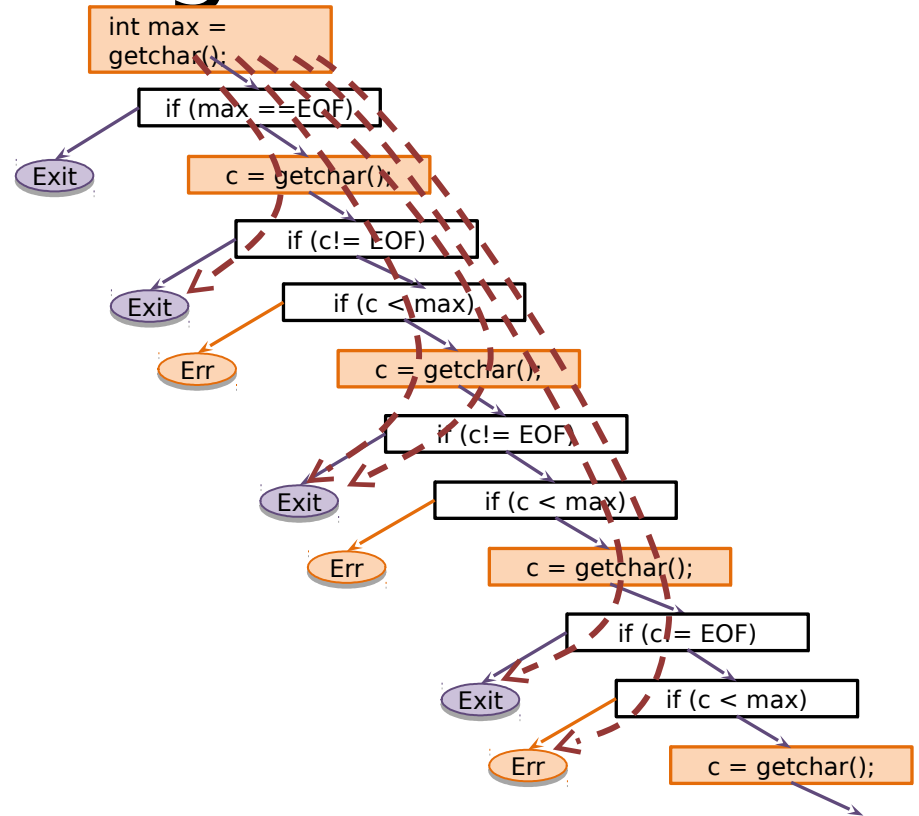 int max =
getchar();
if (max ==EOF)
Exit
c = getchar();
if (c!= EOF)
Exit
if (c < max)
Err
c = getchar();
if (c!= EOF)
Exit
if (c < max)
Err
c = getchar();
if (c!= EOF)
Exit
if (c < max)
Err
c = getchar();